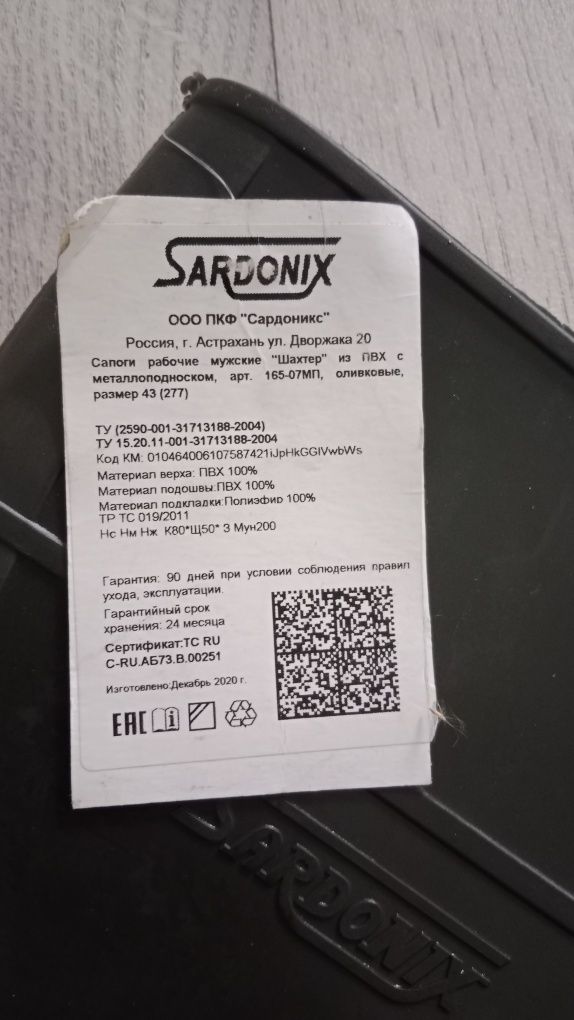 SARDONIX
ООО ПКФ "Сардоникс"
Россия, г. Астрахань ул. Дворжака 20
Сапоги рабочие мужские "Шахтер" из ПВХ с
металлоподноском, арт. 165-07МП, оливковые,
размер 43 (277)
ТУ (2590-001-31713188-2004)
ТУ 15.20.11-001-31713188-2004
Код КМ: 010464006107587421iJpHkGGIVwbWs
Материал верха: ПВХ 100%
Материал подошвы:ПВХ 100%
Материал подкладки:Полиэфир 100%
ТР ТС 019/2011
Нс Нм Нж К80*Щ50* З Мун200
Гарантия: 90 дней при условии соблюдения правил
ухода, эксплуатации.
Гарантийный срок
хранения: 24 месяца
Сертификат:ТС RU
C-RU.АБ73.В.00251
Изготовлено:Декабрь 2020 г.
EAC
SARDONIX